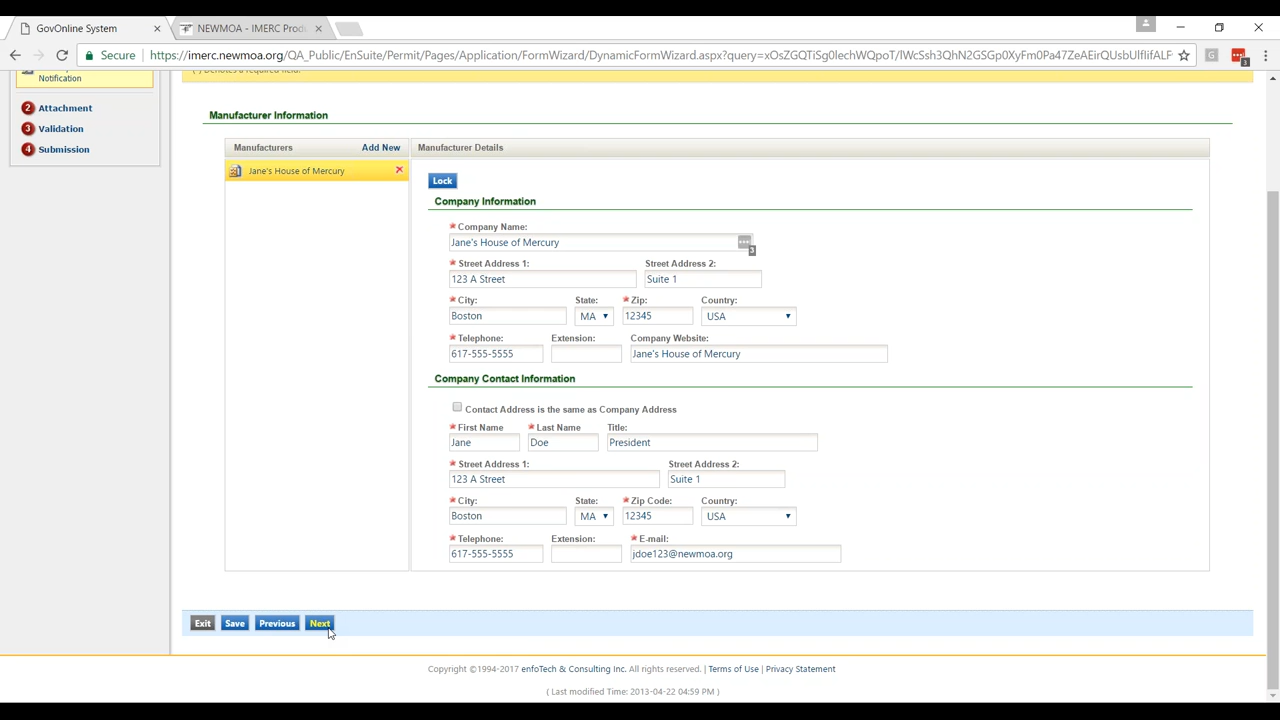 GovOnline System
NEWMOA - IMERC Prod
Secure
https://imerc.newmoa.org/QA_Public/EnSuite/Permit/Pages/Application/FormWizard/DynamicFormWizard.aspx?query=
Notification
(*) Denotes a required field.
2 Attachment
3 Validation
4 Submission
Manufacturer Information
Manufacturers Add New Manufacturer Details
Jane's House of Mercury
Lock
Company Information
* Company Name:
Jane's House of Mercury
3
* Street Address 1: Street Address 2:
123 A Street Suite 1
* City: State: * Zip: Country:
Boston MA 12345 USA
* Telephone: Extension: Company Website:
617-555-5555 Jane's House of Mercury
Company Contact Information
Contact Address is the same as Company Address
* First Name * Last Name Title:
Jane Doe President
* Street Address 1: Street Address 2:
123 A Street Suite 1
* City: State: * Zip Code: Country:
Boston MA 12345 USA
* Telephone: Extension: * E-mail:
617-555-5555 jdoe123@newmoa.org
Exit Save Previous Next
Copyright ©1994-2017 enfoTech & Consulting Inc. All rights reserved. | Terms of Use | Privacy Statement
( Last modified Time: 2013-04-22 04:59 PM )